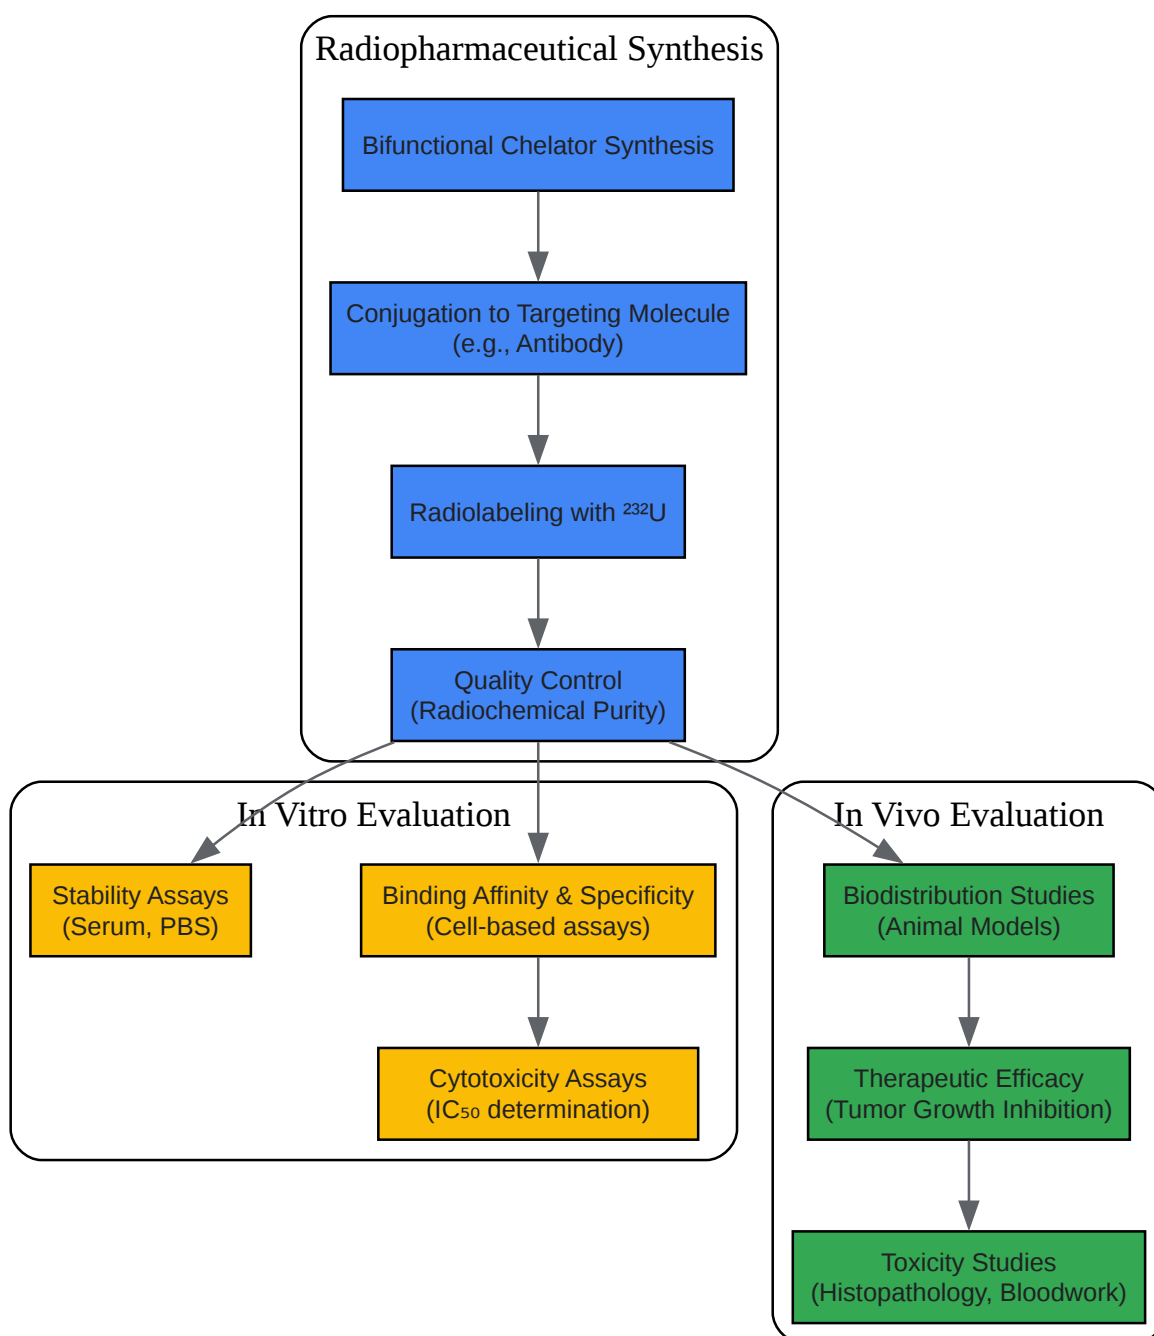 Radiopharmaceutical Synthesis
Bifunctional Chelator Synthesis
Conjugation to Targeting Molecule
(e.g., Antibody)
Radiolabeling with ²³²U
Quality Control
(Radiochemical Purity)
In Vitro Evaluation
Stability Assays
(Serum, PBS)
Binding Affinity & Specificity
(Cell-based assays)
Cytotoxicity Assays
(IC₅₀ determination)
In Vivo Evaluation
Biodistribution Studies
(Animal Models)
Therapeutic Efficacy
(Tumor Growth Inhibition)
Toxicity Studies
(Histopathology, Bloodwork)